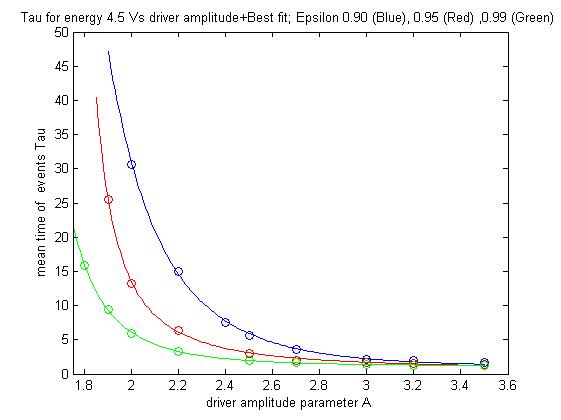 Tau for energy 4.5 Vs driver amplitude+Best fit; Epsilon 0.90 (Blue), 0.95 (Red) ,0.99 (Green)
50
45
40
35
30
25
20
15
10
5
0
mean time of events Tau
1.8 2 2.2 2.4 2.6 2.8 3 3.2 3.4 3.6
driver amplitude parameter A